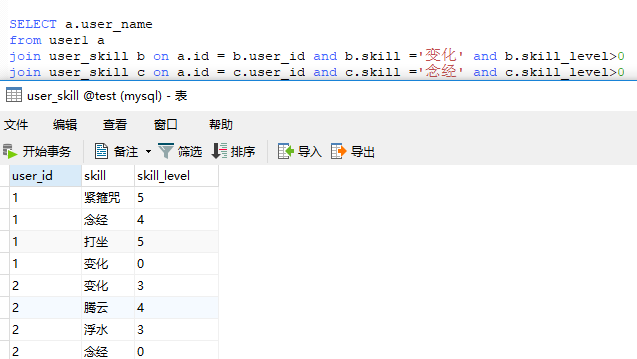 SELECT a.user_name
from user1 a
join user_skill b on a.id = b.user_id and b.skill ='变化' and b.skill_level>0
join user_skill c on a.id = c.user_id and c.skill ='念经' and c.skill_level>0
user_skill @test (mysql) - 表
文件 编辑 查看 窗口 帮助
开始事务 备注 筛选 排序 导入 导出
user_id skill skill_level
1 紧箍咒 5
1 念经 4
1 打坐 5
1 变化 0
2 变化 3
2 腾云 4
2 浮水 3
2 念经 0